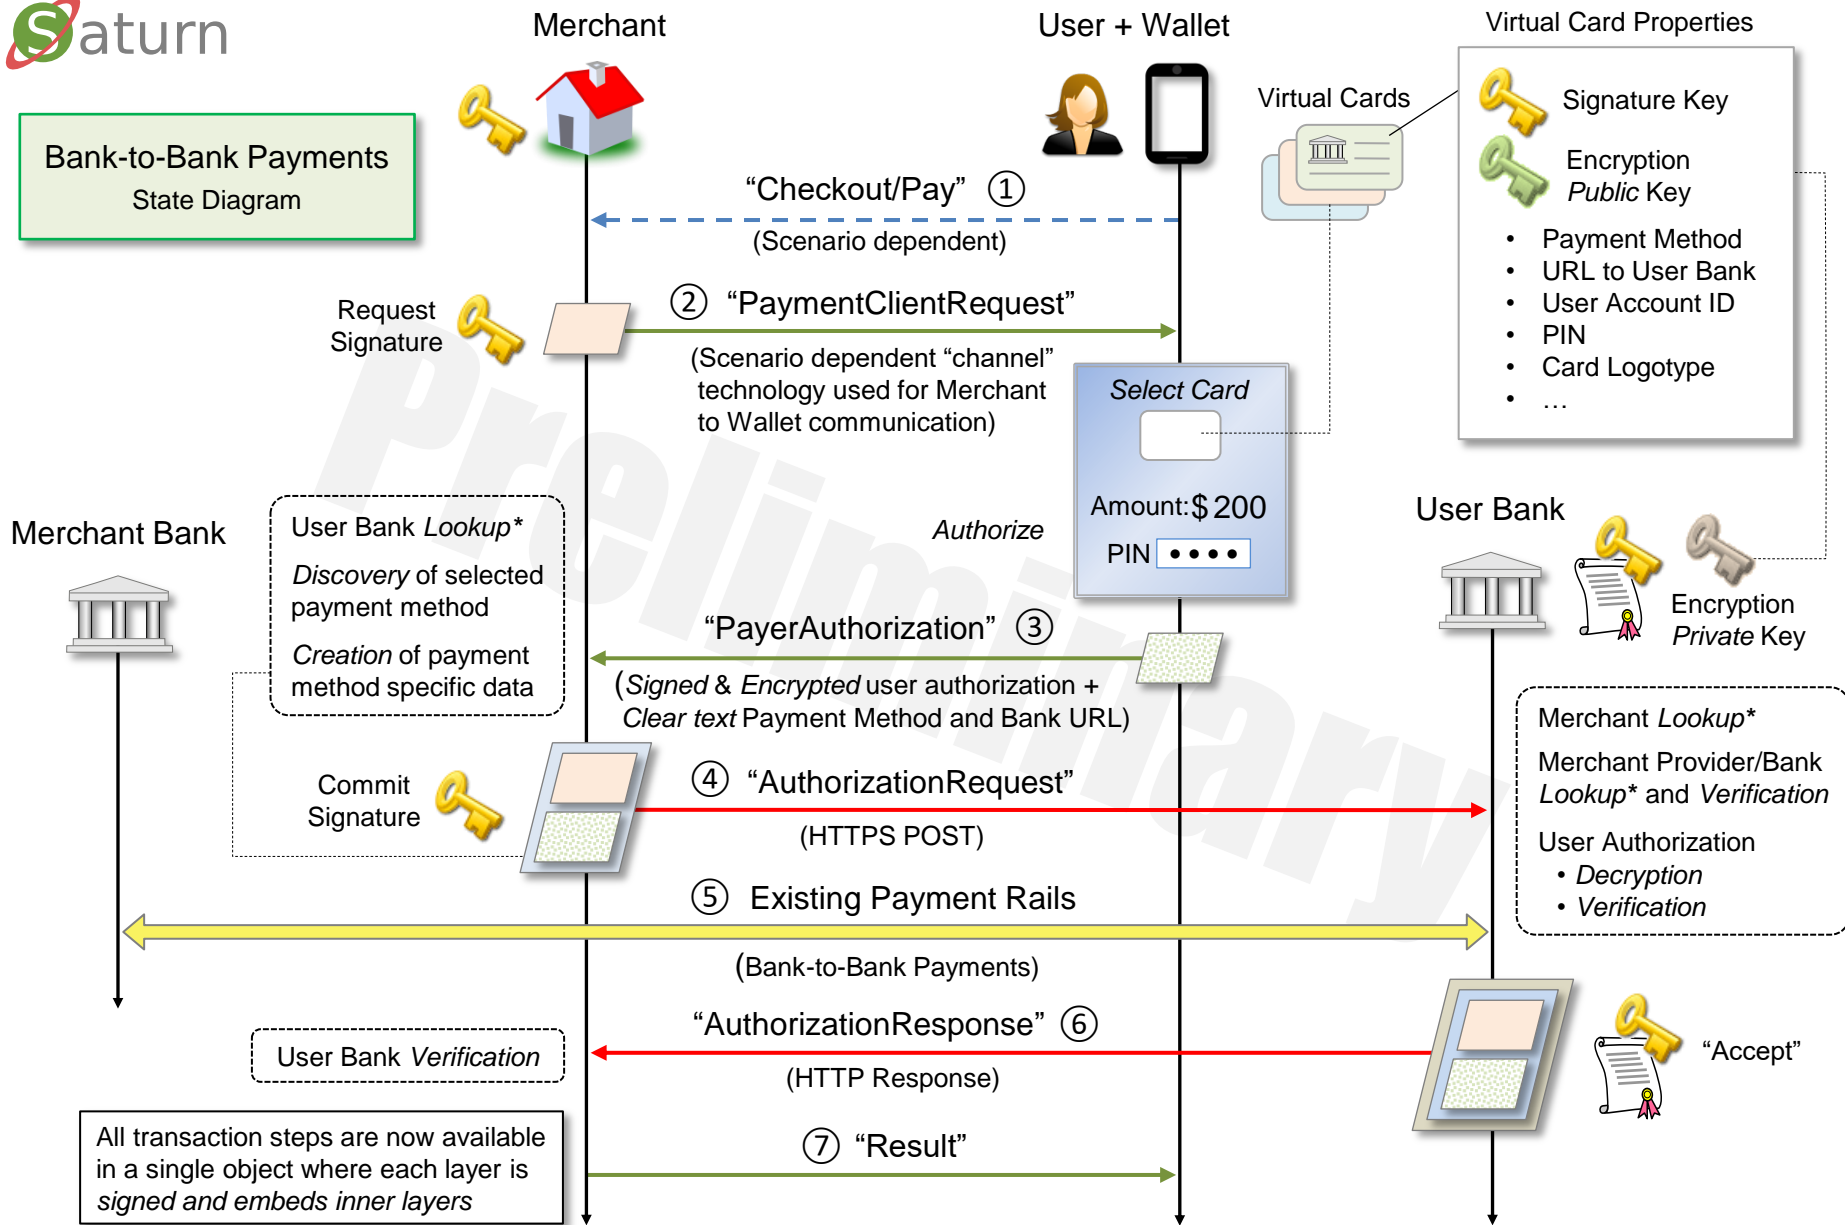 Saturn
Merchant
User + Wallet
Virtual Card Properties
Virtual Cards
Signature Key
Encryption
Public Key
• Payment Method
• URL to User Bank
• User Account ID
• PIN
• Card Logotype
• …
Bank-to-Bank Payments
State Diagram
“Checkout/Pay” ①
(Scenario dependent)
Request
Signature
② “PaymentClientRequest”
(Scenario dependent “channel”
technology used for Merchant
to Wallet communication)
Select Card
Amount: $ 200
PIN ••••
Authorize
Merchant Bank
User Bank Lookup*
Discovery of selected
payment method
Creation of payment
method specific data
User Bank
Encryption
Private Key
“PayerAuthorization” ③
(Signed & Encrypted user authorization +
Clear text Payment Method and Bank URL)
Merchant Lookup*
Merchant Provider/Bank
Lookup* and Verification
User Authorization
• Decryption
• Verification
Commit
Signature
④ “AuthorizationRequest”
(HTTPS POST)
⑤ Existing Payment Rails
(Bank-to-Bank Payments)
“AuthorizationResponse” ⑥
(HTTP Response)
User Bank Verification
“Accept”
All transaction steps are now available
in a single object where each layer is
signed and embeds inner layers
⑦ “Result”
Preliminary